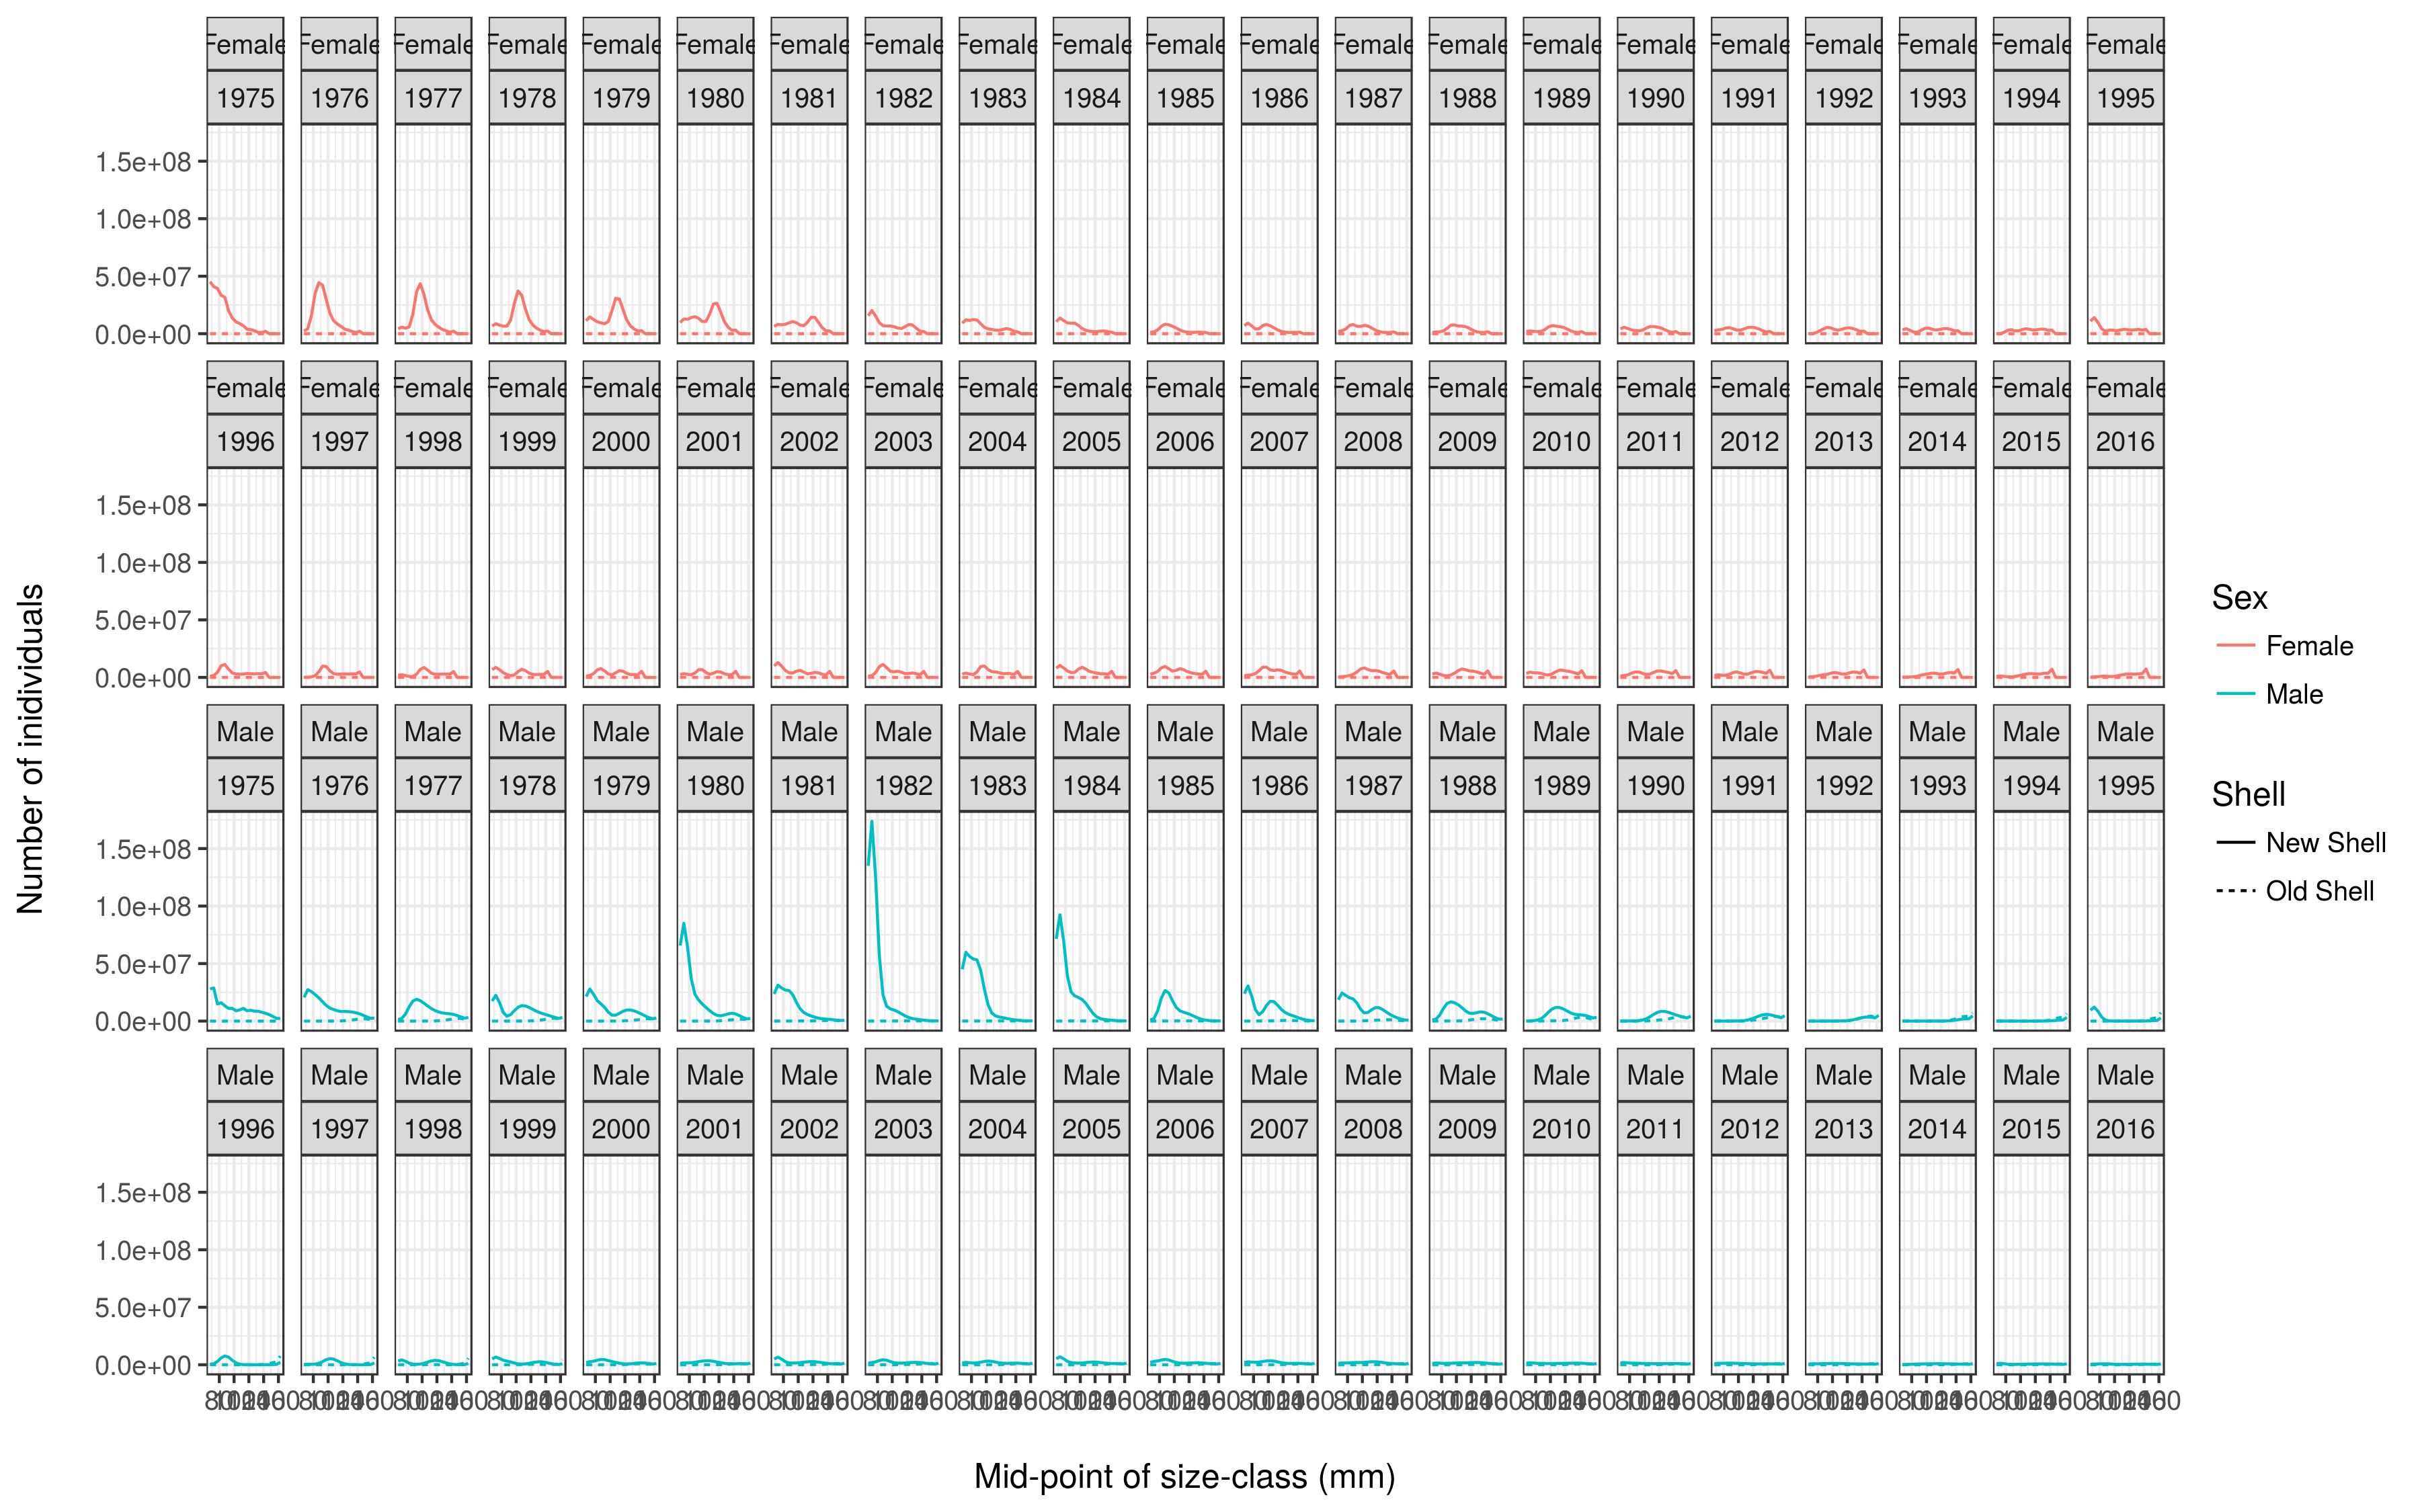 Female Female Female Female Female Female Female Female Female Female Female Female Female Female Female Female Female Female Female Female Female
1975 1976 1977 1978 1979 1980 1981 1982 1983 1984 1985 1986 1987 1988 1989 1990 1991 1992 1993 1994 1995
1.5e+08
1.0e+08
5.0e+07
0.0e+00
Female Female Female Female Female Female Female Female Female Female Female Female Female Female Female Female Female Female Female Female Female
1996 1997 1998 1999 2000 2001 2002 2003 2004 2005 2006 2007 2008 2009 2010 2011 2012 2013 2014 2015 2016
1.5e+08
1.0e+08
5.0e+07
0.0e+00
Male Male Male Male Male Male Male Male Male Male Male Male Male Male Male Male Male Male Male Male Male
1975 1976 1977 1978 1979 1980 1981 1982 1983 1984 1985 1986 1987 1988 1989 1990 1991 1992 1993 1994 1995
1.5e+08
1.0e+08
5.0e+07
0.0e+00
Male Male Male Male Male Male Male Male Male Male Male Male Male Male Male Male Male Male Male Male Male
1996 1997 1998 1999 2000 2001 2002 2003 2004 2005 2006 2007 2008 2009 2010 2011 2012 2013 2014 2015 2016
1.5e+08
1.0e+08
5.0e+07
0.0e+00
Mid-point of size-class (mm)
Number of inidividuals
Sex
Female
Male
Shell
New Shell
Old Shell